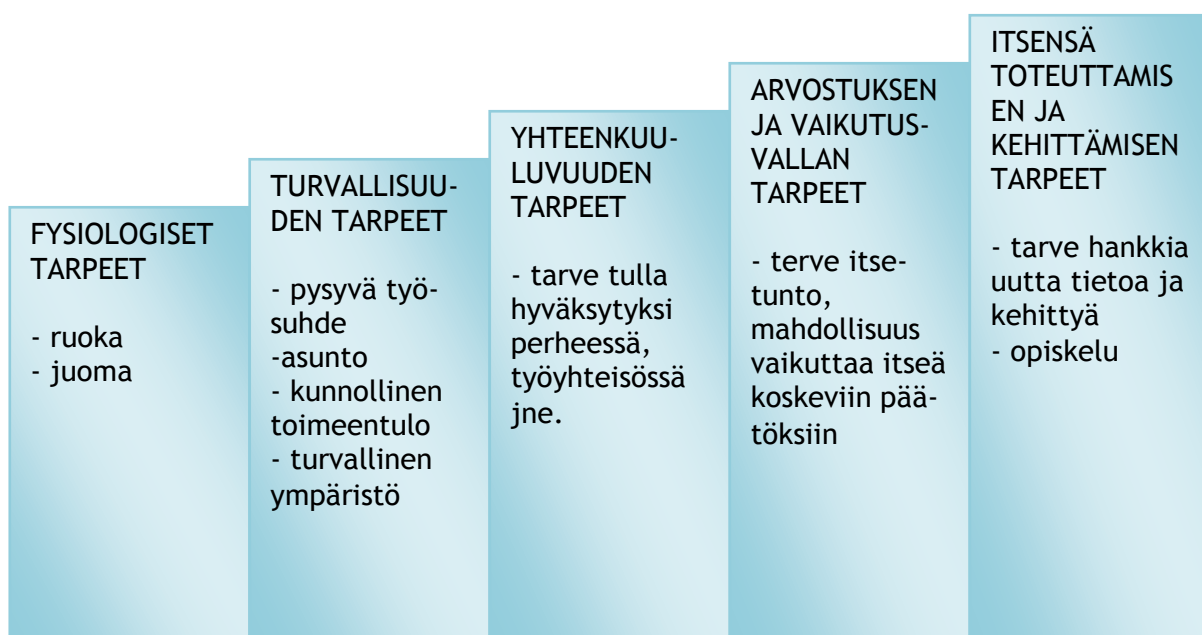 FYSIOLOGISET
TARPEET
- ruoka
- juoma
TURVALLISUU-
DEN TARPEET
- pysyvä työ-
suhde
-asunto
- kunnollinen
toimeentulo
- turvallinen
ympäristö
YHTEENKUU-
LUVUUDEN
TARPEET
- tarve tulla
hyväksytyksi
perheessä,
työyhteisössä
jne.
ARVOSTUKSEN
JA VAIKUTUS-
VALLAN
TARPEET
- terve itse-
tunto,
mahdollisuus
vaikuttaa itseä
koskeviin pää-
töksiin
ITSENSÄ
TOTEUTTAMIS
EN JA
KEHITTÄMISEN
TARPEET
- tarve hankkia
uutta tietoa ja
kehittyä
- opiskelu